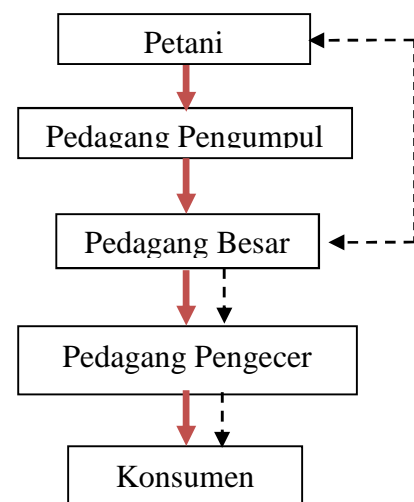 Petani
Pedagang Pengumpul
Pedagang Besar
Pedagang Pengecer
Konsumen